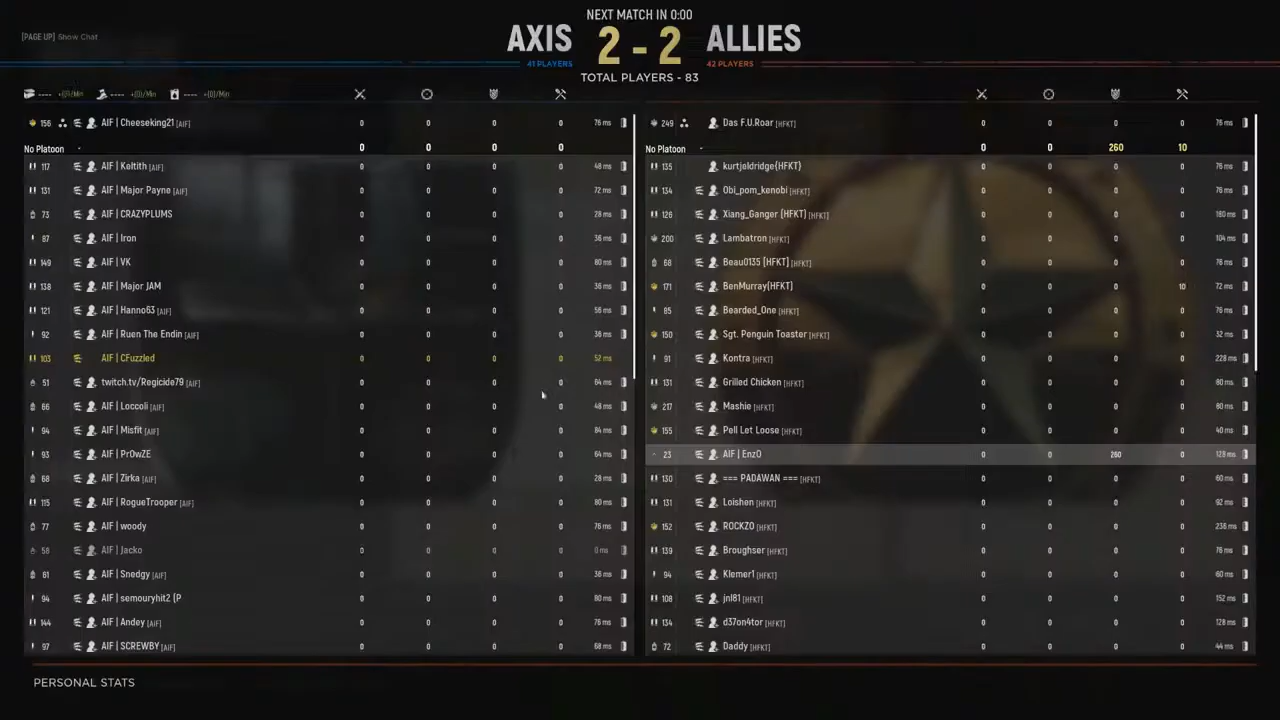 NEXT MATCH IN 0:00
[PAGE UP] Show Chat
AXIS 2 - 2 ALLIES
41 PLAYERS 42 PLAYERS
TOTAL PLAYERS - 83
---- +(0)/Min ---- +(0)/Min ---- +(0)/Min
156 AIF | Cheeseking21 [AIF] 0 0 0 0 76 ms
No Platoon - 0 0 0 0
117 AIF | Keltith [AIF] 0 0 0 0 48 ms
131 AIF | Major Payne [AIF] 0 0 0 0 72 ms
73 AIF | CRAZYPLUMS 0 0 0 0 28 ms
87 AIF | Iron 0 0 0 0 36 ms
149 AIF | VK 0 0 0 0 80 ms
138 AIF | Major JAM 0 0 0 0 36 ms
121 AIF | Hanno63 [AIF] 0 0 0 0 56 ms
92 AIF | Ruen The Endin [AIF] 0 0 0 0 36 ms
103 AIF | CFuzzled 0 0 0 0 52 ms
51 twitch.tv/Regicide79 [AIF] 0 0 0 0 64 ms
66 AIF | Loccoli [AIF] 0 0 0 0 48 ms
94 AIF | Misfit [AIF] 0 0 0 0 84 ms
93 AIF | Pr0wZE 0 0 0 0 64 ms
68 AIF | Zirka [AIF] 0 0 0 0 28 ms
115 AIF | RogueTrooper [AIF] 0 0 0 0 80 ms
77 AIF | woody 0 0 0 0 76 ms
58 AIF | Jacko 0 0 0 0 0 ms
61 AIF | Snedgy [AIF] 0 0 0 0 36 ms
94 AIF | semouryhit2 (P 0 0 0 0 80 ms
144 AIF | Andey [AIF] 0 0 0 0 76 ms
97 AIF | SCREWBY [AIF] 0 0 0 0 68 ms
249 Das F.U.Roar [HFKT] 0 0 0 0 76 ms
No Platoon - 0 0 260 10
135 kurtjeldridge{HFKT} 0 0 0 0 76 ms
134 Obi_pom_kenobi [HFKT] 0 0 0 0 76 ms
126 Xiang_Ganger [HFKT] [HFKT] 0 0 0 0 180 ms
200 Lambatron [HFKT] 0 0 0 0 104 ms
68 Beau0135 [HFKT] [HFKT] 0 0 0 0 76 ms
171 BenMurray[HFKT] 0 0 0 10 72 ms
85 Bearded_One [HFKT] 0 0 0 0 76 ms
150 Sgt. Penguin Toaster [HFKT] 0 0 0 0 32 ms
91 Kontra [HFKT] 0 0 0 0 228 ms
131 Grilled Chicken [HFKT] 0 0 0 0 80 ms
217 Mashie [HFKT] 0 0 0 0 60 ms
155 Pell Let Loose [HFKT] 0 0 0 0 40 ms
23 AIF | EnzO 0 0 260 0 128 ms
130 === PADAWAN === [HFKT] 0 0 0 0 60 ms
131 Loishen [HFKT] 0 0 0 0 92 ms
152 ROCKZO [HFKT] 0 0 0 0 236 ms
139 Broughser [HFKT] 0 0 0 0 76 ms
94 Klemer1 [HFKT] 0 0 0 0 60 ms
108 jnl81 [HFKT] 0 0 0 0 152 ms
134 d37on4tor [HFKT] 0 0 0 0 128 ms
72 Daddy [HFKT] 0 0 0 0 44 ms
PERSONAL STATS